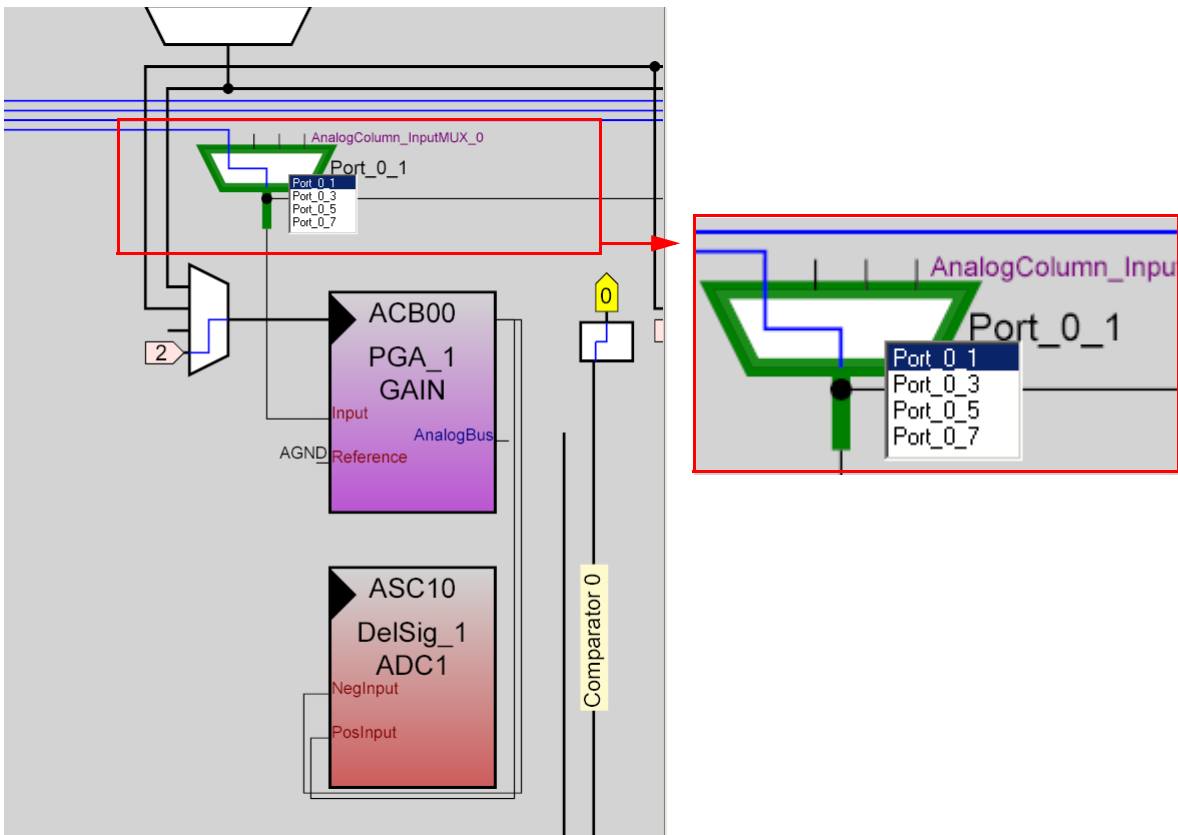 AnalogColumn_InputMUX_0
Port_0_1
Port_0_1
Port_0_3
Port_0_5
Port_0_7
2
ACB00
PGA_1
GAIN
Input
AnalogBus
AGND
Reference
0
Comparator 0
ASC10
DelSig_1
ADC1
NegInput
PosInput
AnalogColumn_Inpu
Port_0_1
Port_0_1
Port_0_3
Port_0_5
Port_0_7